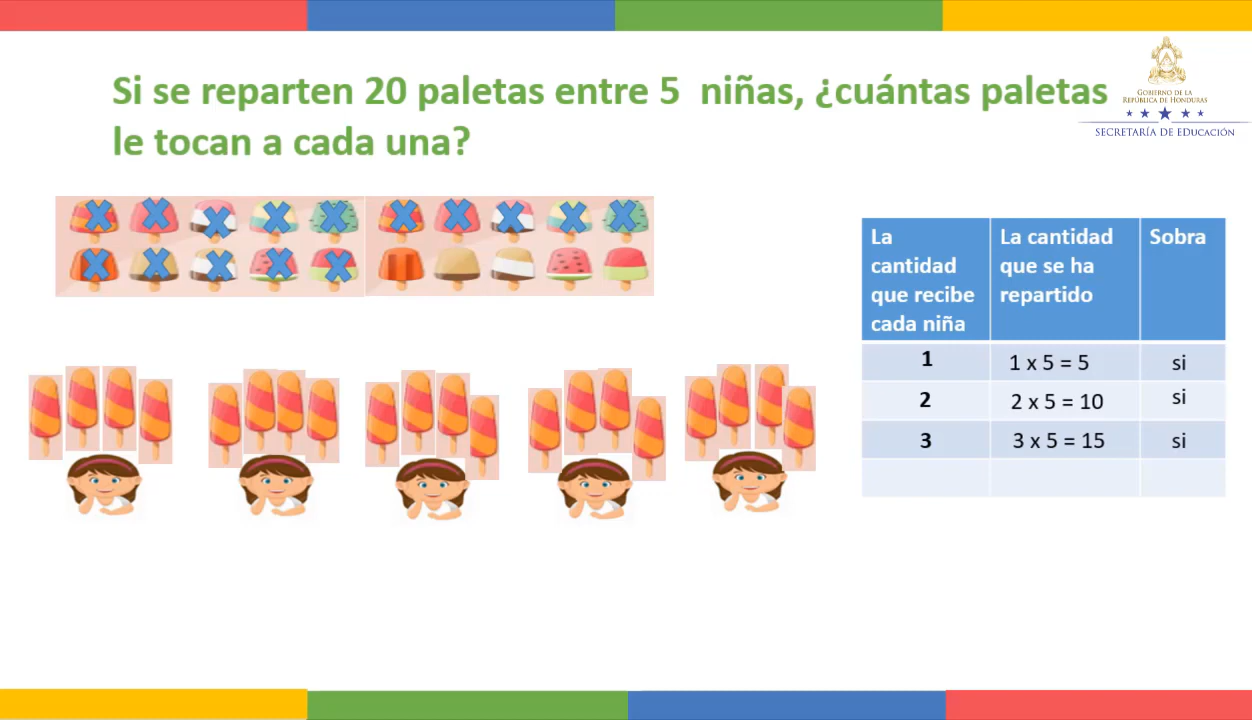 Si se reparten 20 paletas entre 5 niñas, ¿cuántas paletas
le tocan a cada una?
GOBIERNO DE LA
REPÚBLICA DE HONDURAS
SECRETARÍA DE EDUCACIÓN
La cantidad que recibe cada niña
La cantidad que se ha repartido
Sobra
1 1 x 5 = 5 si
2 2 x 5 = 10 si
3 3 x 5 = 15 si